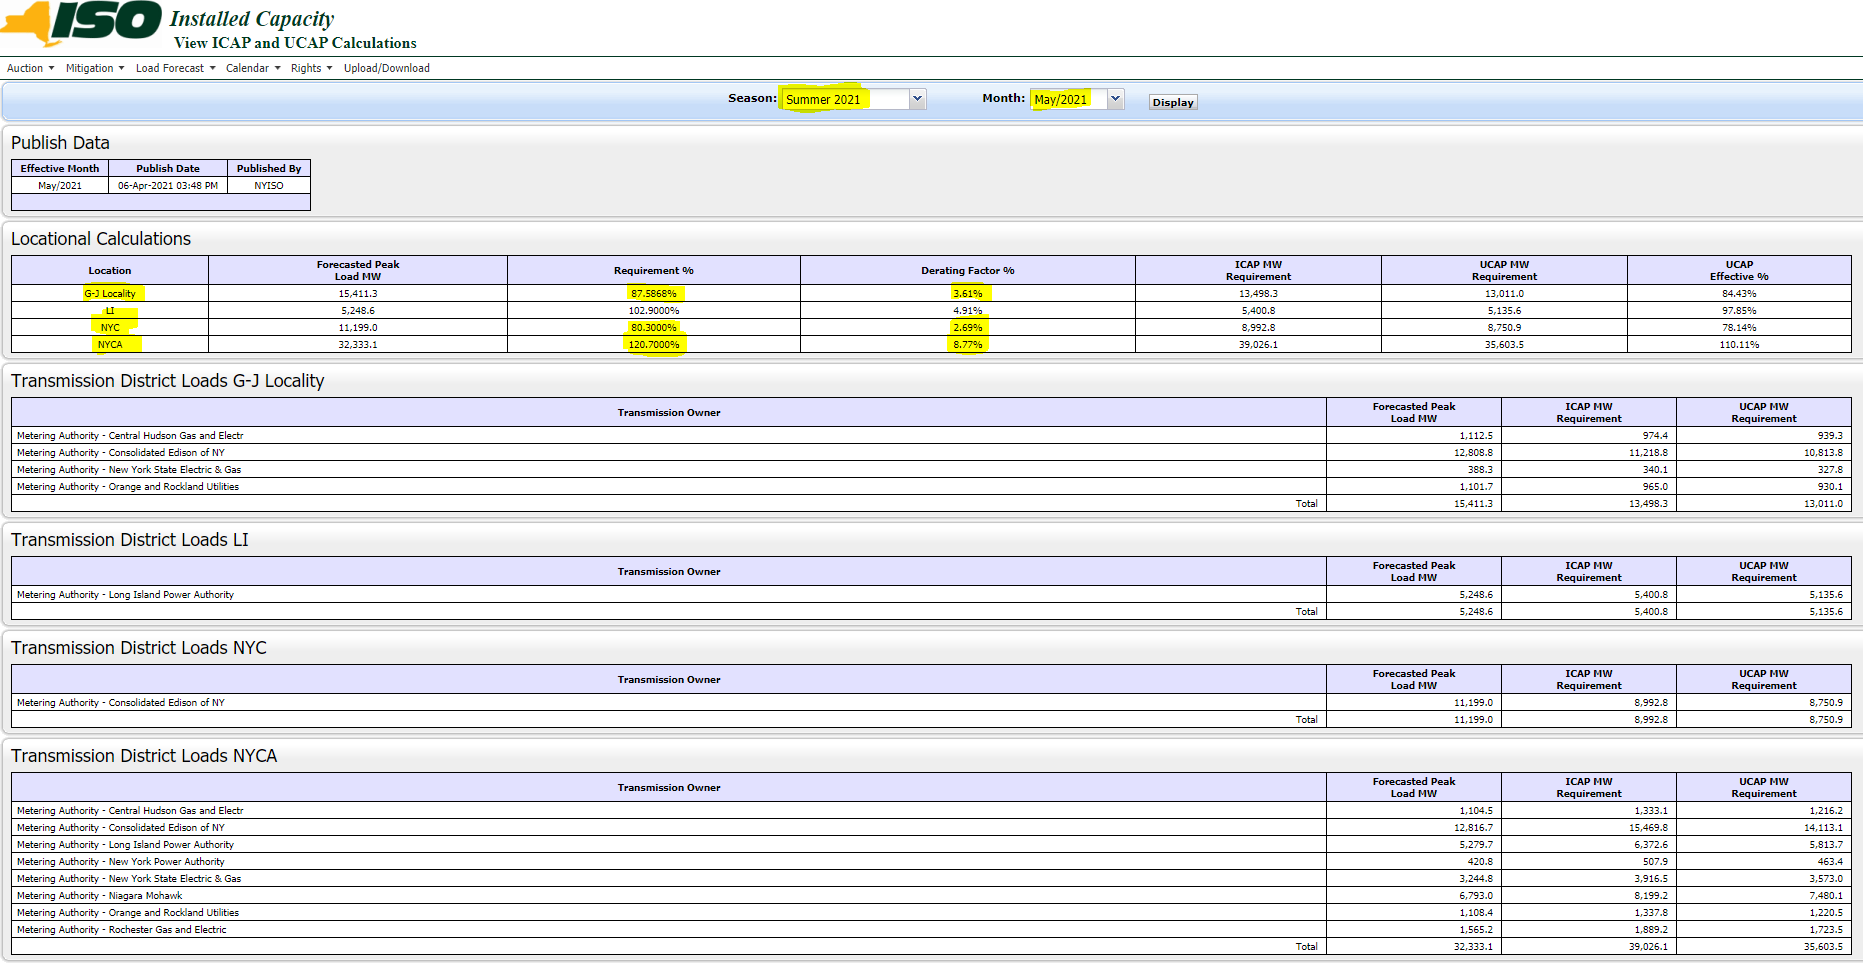 ISO Installed Capacity
View ICAP and UCAP Calculations
Auction Mitigation Load Forecast Calendar Rights Upload/Download
Season: Summer 2021 Month: May/2021 Display
Publish Data
Effective Month Publish Date Published By
May/2021 06-Apr-2021 03:48 PM NYISO
Locational Calculations
Location Forecasted Peak Load MW Requirement % Derating Factor % ICAP MW Requirement UCAP MW Requirement UCAP Effective %
G-J Locality 15,411.3 87.5868% 3.61% 13,498.3 13,011.0 84.43%
LI 5,248.6 102.9000% 4.91% 5,400.8 5,135.6 97.85%
NYC 11,199.0 80.3000% 2.69% 8,992.8 8,750.9 78.14%
NYCA 32,333.1 120.7000% 8.77% 39,026.1 35,603.5 110.11%
Transmission District Loads G-J Locality
Transmission Owner Forecasted Peak Load MW ICAP MW Requirement UCAP MW Requirement
Metering Authority - Central Hudson Gas and Electr 1,112.5 974.4 939.3
Metering Authority - Consolidated Edison of NY 12,808.8 11,218.8 10,813.8
Metering Authority - New York State Electric & Gas 388.3 340.1 327.8
Metering Authority - Orange and Rockland Utilities 1,101.7 965.0 930.1
Total 15,411.3 13,498.3 13,011.0
Transmission District Loads LI
Transmission Owner Forecasted Peak Load MW ICAP MW Requirement UCAP MW Requirement
Metering Authority - Long Island Power Authority 5,248.6 5,400.8 5,135.6
Total 5,248.6 5,400.8 5,135.6
Transmission District Loads NYC
Transmission Owner Forecasted Peak Load MW ICAP MW Requirement UCAP MW Requirement
Metering Authority - Consolidated Edison of NY 11,199.0 8,992.8 8,750.9
Total 11,199.0 8,992.8 8,750.9
Transmission District Loads NYCA
Transmission Owner Forecasted Peak Load MW ICAP MW Requirement UCAP MW Requirement
Metering Authority - Central Hudson Gas and Electr 1,104.5 1,333.1 1,216.2
Metering Authority - Consolidated Edison of NY 12,816.7 15,469.8 14,113.1
Metering Authority - Long Island Power Authority 5,279.7 6,372.6 5,813.7
Metering Authority - New York Power Authority 420.8 507.9 463.4
Metering Authority - New York State Electric & Gas 3,244.8 3,916.5 3,573.0
Metering Authority - Niagara Mohawk 6,793.0 8,199.2 7,480.1
Metering Authority - Orange and Rockland Utilities 1,108.4 1,337.8 1,220.5
Metering Authority - Rochester Gas and Electric 1,565.2 1,889.2 1,723.5
Total 32,333.1 39,026.1 35,603.5